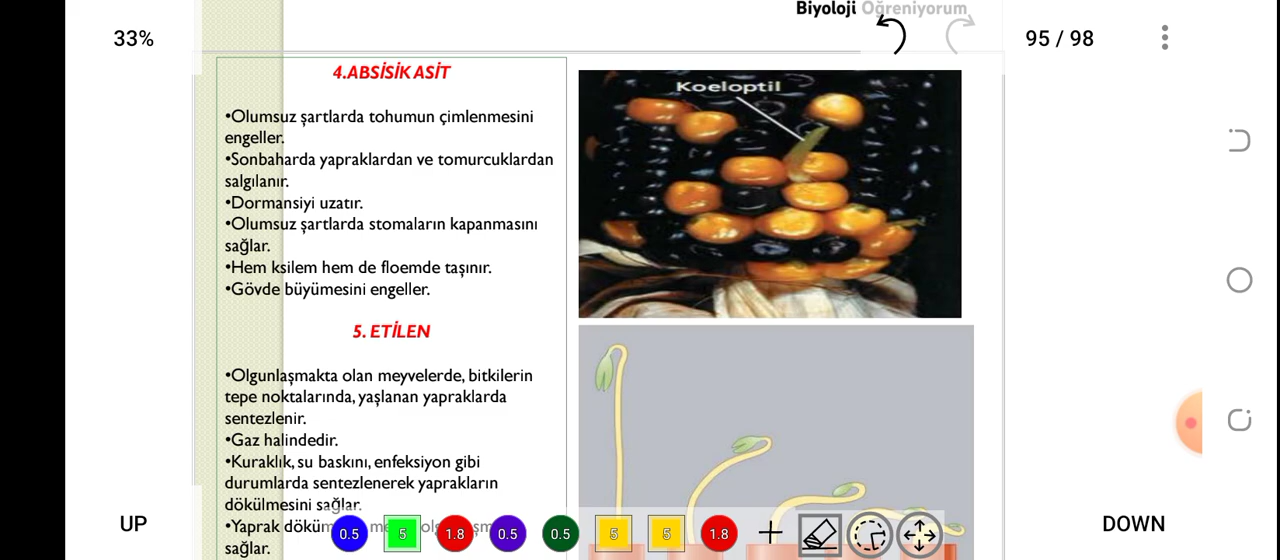 Biyoloji Öğreniyorum
33%
95 / 98
4.ABSİSİK ASİT
•Olumsuz şartlarda tohumun çimlenmesini
engeller.
•Sonbaharda yapraklardan ve tomurcuklardan
salgılanır.
•Dormansiyi uzatır.
•Olumsuz şartlarda stomaların kapanmasını
sağlar.
•Hem ksilem hem de floemde taşınır.
•Gövde büyümesini engeller.
5. ETİLEN
•Olgunlaşmakta olan meyvelerde, bitkilerin
tepe noktalarında, yaşlanan yapraklarda
sentezlenir.
•Gaz halindedir.
•Kuraklık, su baskını, enfeksiyon gibi
durumlarda sentezlenerek yaprakların
dökülmesini sağlar.
•Yaprak
sağlar.
Koeloptil
UP
0.5 5 1.8 0.5 0.5 5 5 1.8
DOWN